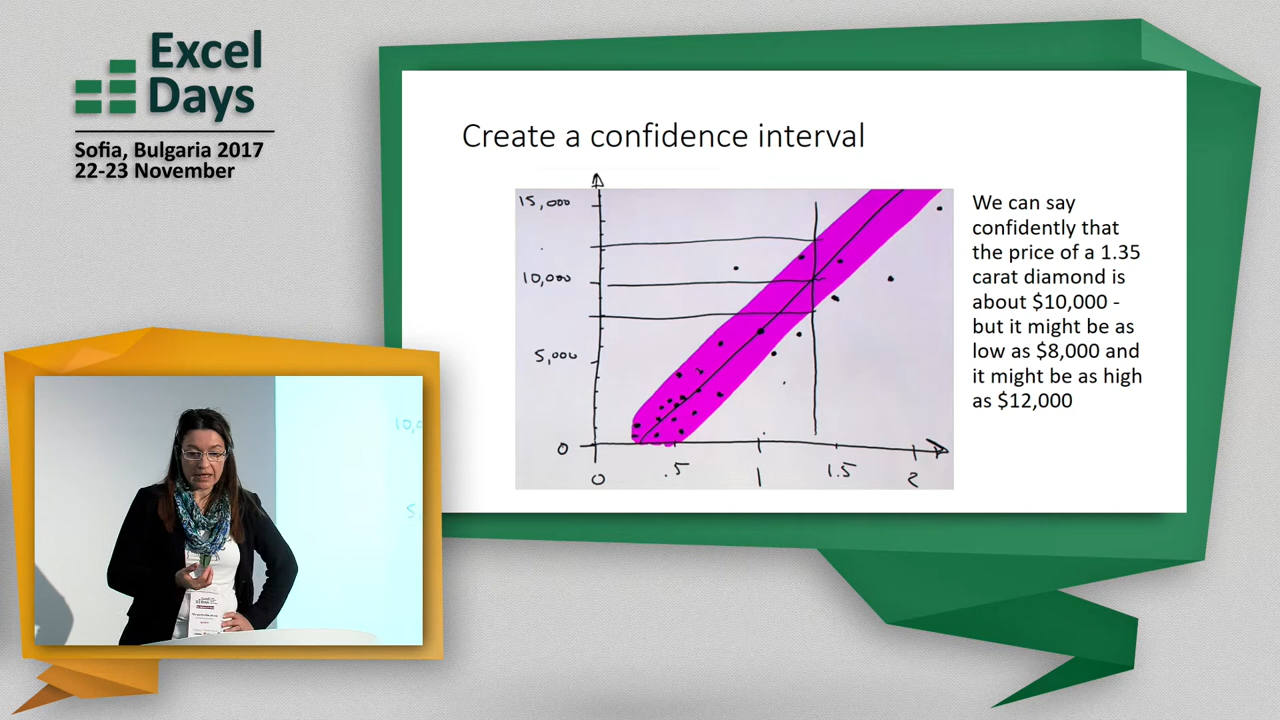 Excel
Days
Sofia, Bulgaria 2017
22-23 November
Create a confidence interval
15,000
10,000
5,000
0
0
.5
1
1.5
2
We can say
confidently that
the price of a 1.35
carat diamond is
about $10,000 -
but it might be as
low as $8,000 and
it might be as high
as $12,000